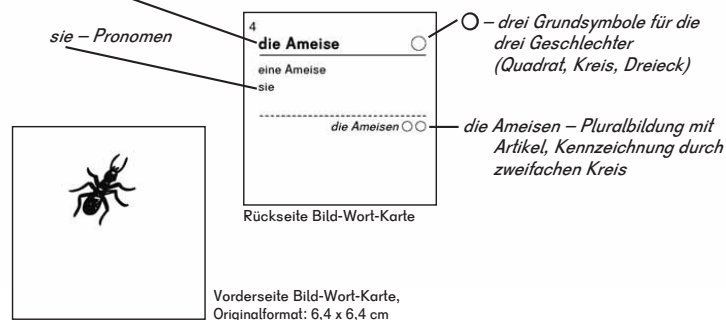 sie – Pronomen
4
die Ameise
eine Ameise
sie
die Ameisen
Rückseite Bild-Wort-Karte
– drei Grundsymbole für die
drei Geschlechter
(Quadrat, Kreis, Dreieck)
die Ameisen – Pluralbildung mit
Artikel, Kennzeichnung durch
zweifachen Kreis
Vorderseite Bild-Wort-Karte,
Originalformat: 6,4 x 6,4 cm